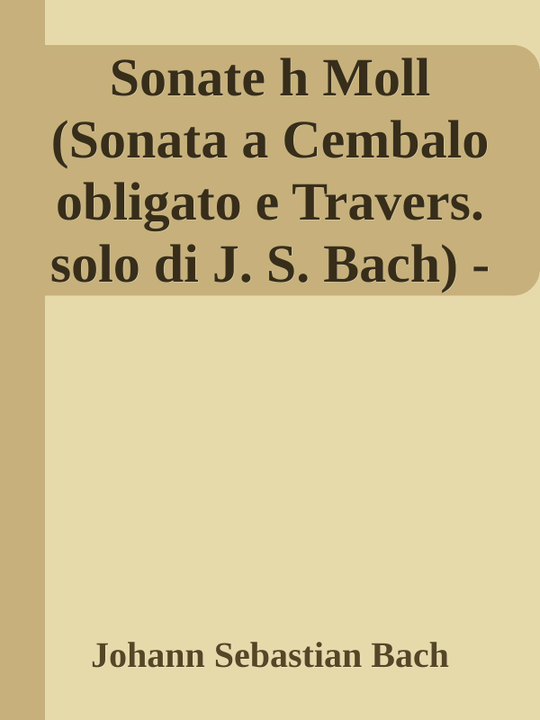 Sonate h Moll
(Sonata a Cembalo
obligato e Travers.
solo di J. S. Bach) -
Johann Sebastian Bach